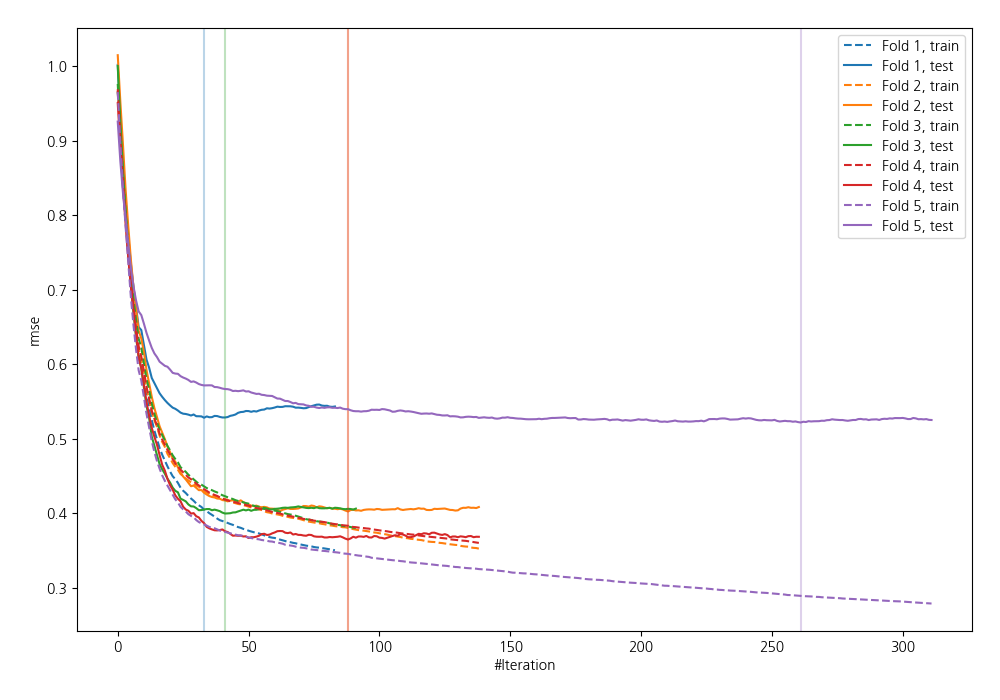 1.0
0.9
0.8
0.7
0.6
0.5
0.4
0.3
rmse
0
50
100
150
200
250
300
#Iteration
Fold 1, train
Fold 1, test
Fold 2, train
Fold 2, test
Fold 3, train
Fold 3, test
Fold 4, train
Fold 4, test
Fold 5, train
Fold 5, test